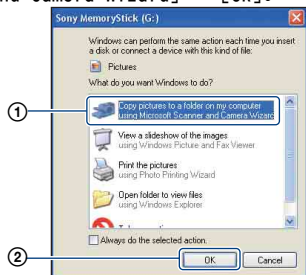 Sony MemoryStick (G:)
Windows can perform the same action each time you insert
a disk or connect a device with this kind of file:
Pictures
What do you want Windows to do?
① Copy pictures to a folder on my computer
using Microsoft Scanner and Camera Wizard
View a slideshow of the images
using Windows Picture and Fax Viewer
Print the pictures
using Photo Printing Wizard
Open folder to view files
using Windows Explorer
Always do the selected action.
② OK Cancel